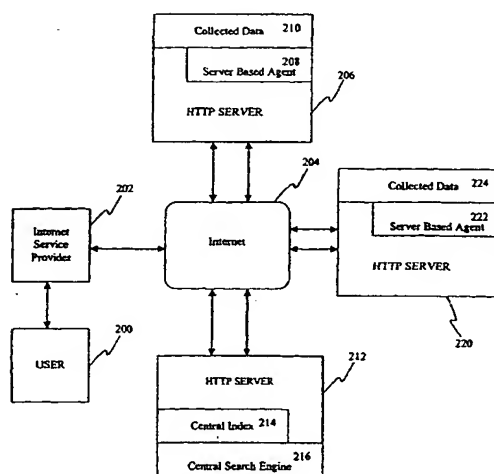 Collected Data 210
Server Based Agent 208
HTTP SERVER
206
204
202
Internet
Service
Provider
Internet
Collected Data 224
Server Based Agent 222
HTTP SERVER
220
USER
200
212
HTTP SERVER
Central Index 214
Central Search Engine 216